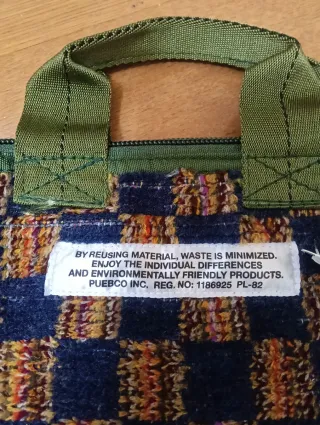 BY REUSING MATERIAL, WASTE IS MINIMIZED.
ENJOY THE INDIVIDUAL DIFFERENCES
AND ENVIRONMENTALLY FRIENDLY PRODUCTS.
PUEBCO INC. REG. NO: 1186925 PL-82